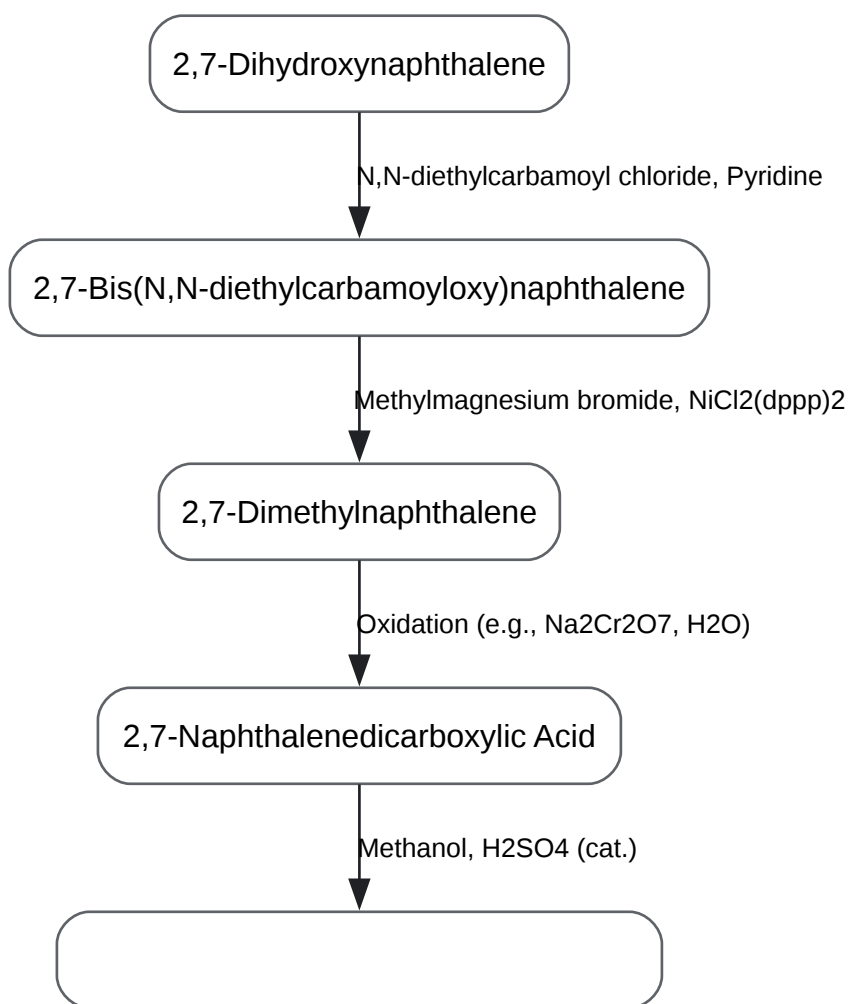 2,7-Dihydroxynaphthalene
N,N-diethylcarbamoyl chloride, Pyridine
2,7-Bis(N,N-diethylcarbamoyloxy)naphthalene
Methylmagnesium bromide, NiCl2(dppp)2
2,7-Dimethylnaphthalene
Oxidation (e.g., Na2Cr2O7, H2O)
2,7-Naphthalenedicarboxylic Acid
Methanol, H2SO4 (cat.)